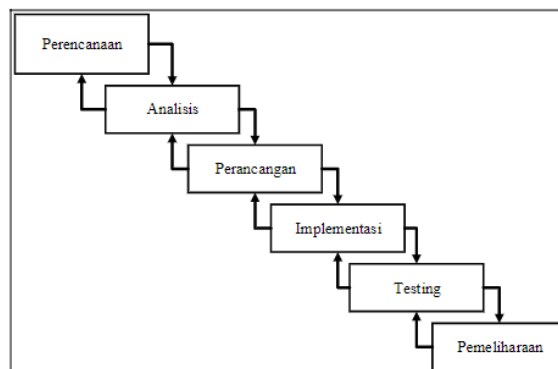 Perencanaan
Analisis
Perancangan
Implementasi
Testing
Pemeliharaan